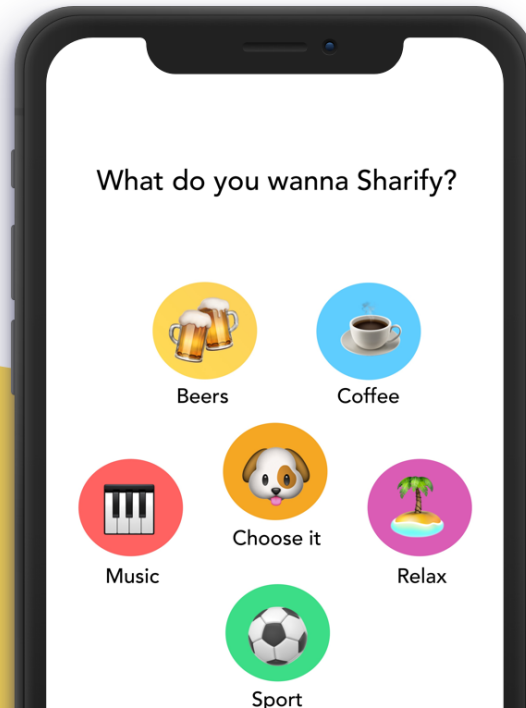 What do you wanna Sharify?
Beers
Coffee
Choose it
Music
Relax
Sport